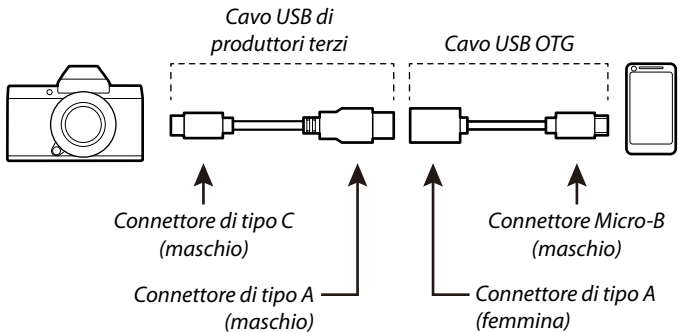 Cavo USB di
produttori terzi
Cavo USB OTG
Connettore di tipo C
(maschio)
Connettore Micro-B
(maschio)
Connettore di tipo A
(maschio)
Connettore di tipo A
(femmina)